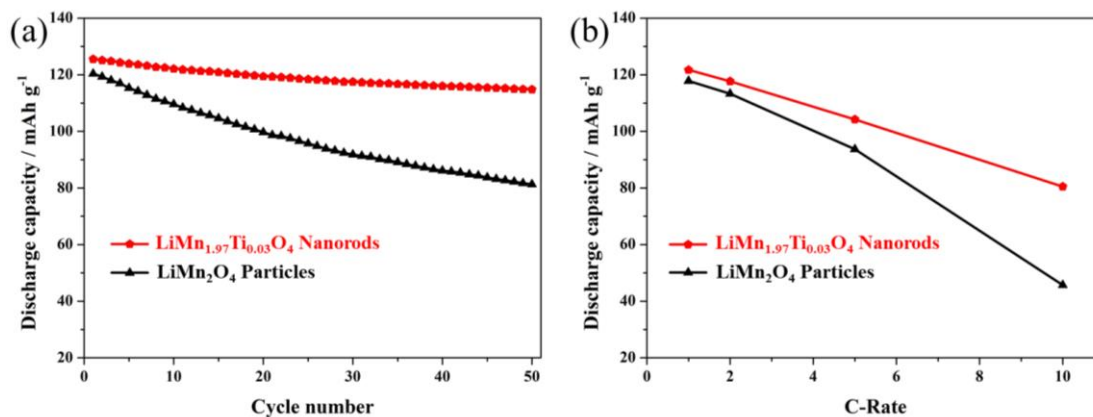 (a)
Discharge capacity / mAh g⁻¹
140
120
100
80
60
40
20
LiMn₁.₉₇Ti₀.₀₃O₄ Nanorods
LiMn₂O₄ Particles
0 10 20 30 40 50
Cycle number
(b)
Discharge capacity / mAh g⁻¹
140
120
100
80
60
40
20
LiMn₁.₉₇Ti₀.₀₃O₄ Nanorods
LiMn₂O₄ Particles
0 2 4 6 8 10
C-Rate